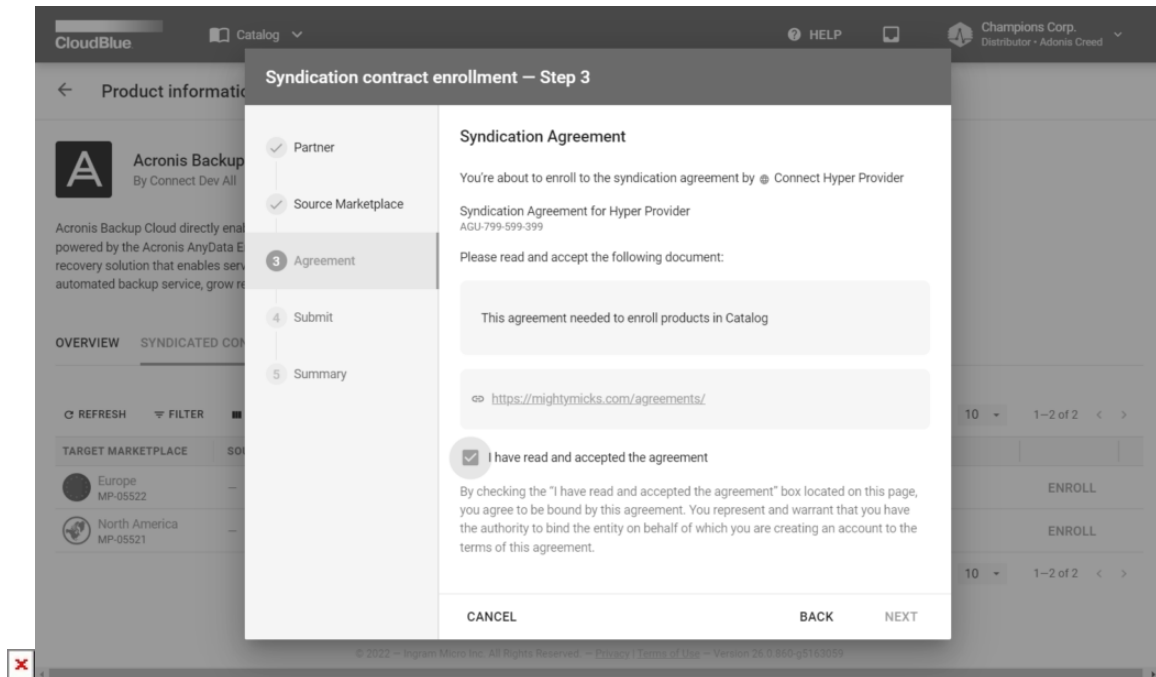 CloudBlue
Catalog
HELP
Champions Corp.
Distributor • Adonis Creed
Product informatic
Acronis Backup
By Connect Dev All
Acronis Backup Cloud directly enal
powered by the Acronis AnyData E
recovery solution that enables serv
automated backup service, grow re
OVERVIEW SYNDICATED CON
REFRESH FILTER
10 1–2 of 2
TARGET MARKETPLACE SOU
Europe
MP-05522
–
ENROLL
North America
MP-05521
–
ENROLL
10 1–2 of 2
Syndication contract enrollment — Step 3
Partner
Source Marketplace
3 Agreement
4 Submit
5 Summary
Syndication Agreement
You're about to enroll to the syndication agreement by Connect Hyper Provider
Syndication Agreement for Hyper Provider
AGU-799-599-399
Please read and accept the following document:
This agreement needed to enroll products in Catalog
https://mightymicks.com/agreements/
I have read and accepted the agreement
By checking the “I have read and accepted the agreement” box located on this page,
you agree to be bound by this agreement. You represent and warrant that you have
the authority to bind the entity on behalf of which you are creating an account to the
terms of this agreement.
CANCEL BACK NEXT
© 2022 – Ingram Micro Inc. All Rights Reserved. – Privacy | Terms of Use – Version 26.0.860-g5163059